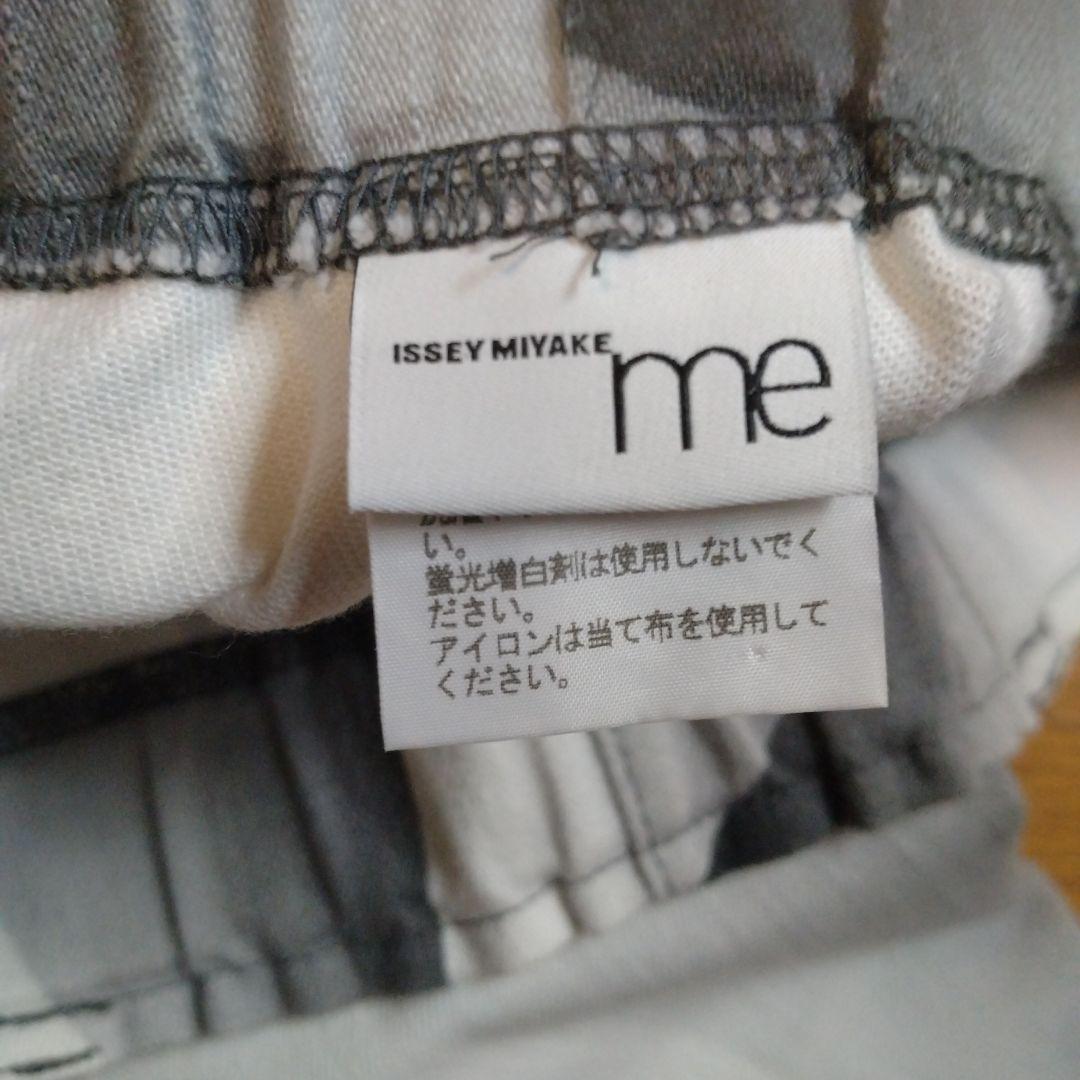 ISSEY MIYAKE me
い。
蛍光増白剤は使用しないでく
ださい。
アイロンは当て布を使用して
ください。